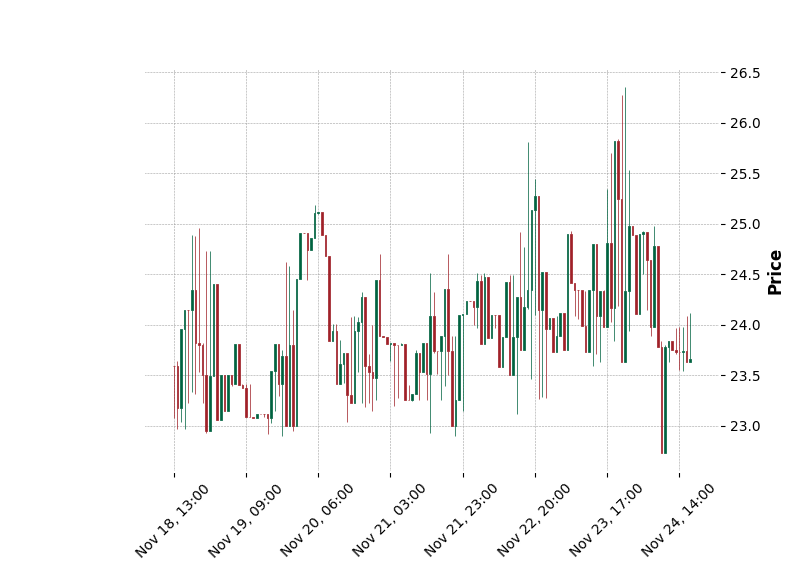 26.5
26.0
25.5
25.0
24.5
24.0
23.5
23.0
Price
Nov 18, 13:00
Nov 19, 09:00
Nov 20, 06:00
Nov 21, 03:00
Nov 21, 23:00
Nov 22, 20:00
Nov 23, 17:00
Nov 24, 14:00